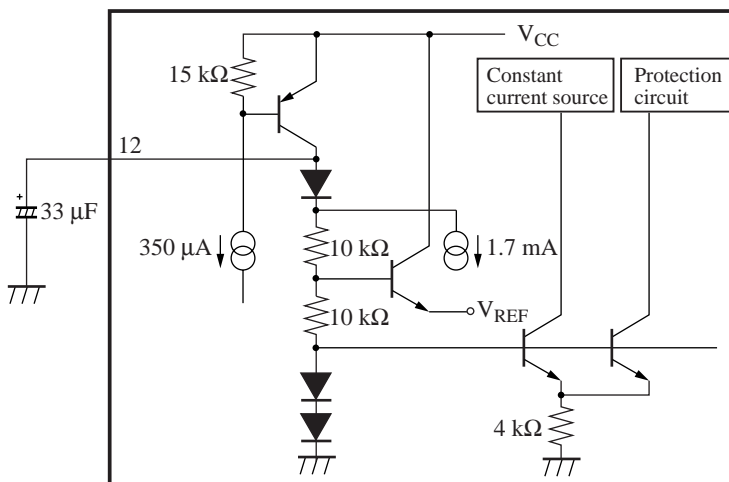 V_CC
15 kΩ
Constant
current source
Protection
circuit
12
+
33 μF
350 μA
10 kΩ
1.7 mA
10 kΩ
V_REF
4 kΩ